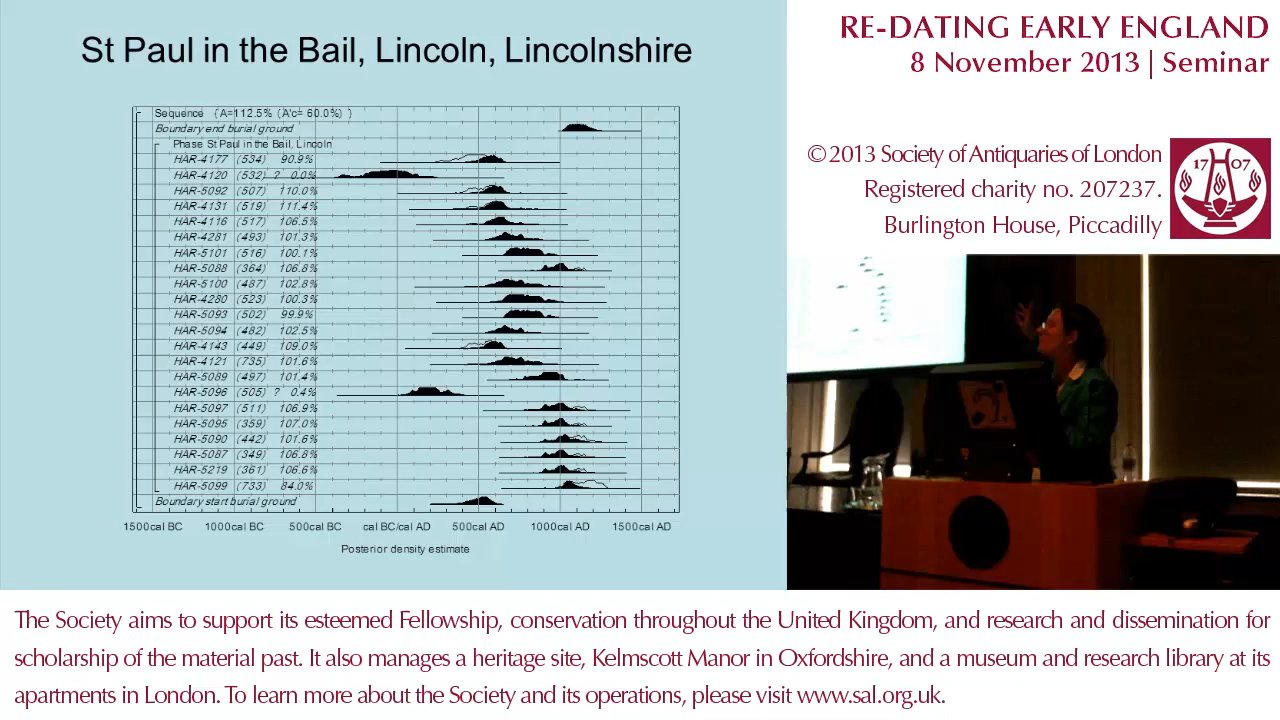 St Paul in the Bail, Lincoln, Lincolnshire
Sequence {A=112.5% (A'c= 60.0%) }
Boundary end burial ground
Phase St Paul in the Bail, Lincoln
HAR-4177 (534) 90.9%
HAR-4120 (532) ? 0.0%
HAR-5092 (507) 110.0%
HAR-4131 (519) 111.4%
HAR-4116 (517) 106.5%
HAR-4281 (493) 101.3%
HAR-5101 (516) 100.1%
HAR-5088 (364) 106.8%
HAR-5100 (487) 102.8%
HAR-4280 (523) 100.3%
HAR-5093 (502) 99.9%
HAR-5094 (482) 102.5%
HAR-4143 (449) 109.0%
HAR-4121 (735) 101.6%
HAR-5089 (497) 101.4%
HAR-5096 (505) ? 0.4%
HAR-5097 (511) 106.9%
HAR-5095 (359) 107.0%
HAR-5090 (442) 101.6%
HAR-5087 (349) 106.8%
HAR-5219 (361) 106.6%
HAR-5099 (733) 84.0%
Boundary start burial ground
1500cal BC 1000cal BC 500cal BC cal BC/cal AD 500cal AD 1000cal AD 1500cal AD
Posterior density estimate
RE-DATING EARLY ENGLAND
8 November 2013 | Seminar
©2013 Society of Antiquaries of London
Registered charity no. 207237.
Burlington House, Piccadilly
1707
The Society aims to support its esteemed Fellowship, conservation throughout the United Kingdom, and research and dissemination for
scholarship of the material past. It also manages a heritage site, Kelmscott Manor in Oxfordshire, and a museum and research library at its
apartments in London. To learn more about the Society and its operations, please visit www.sal.org.uk.